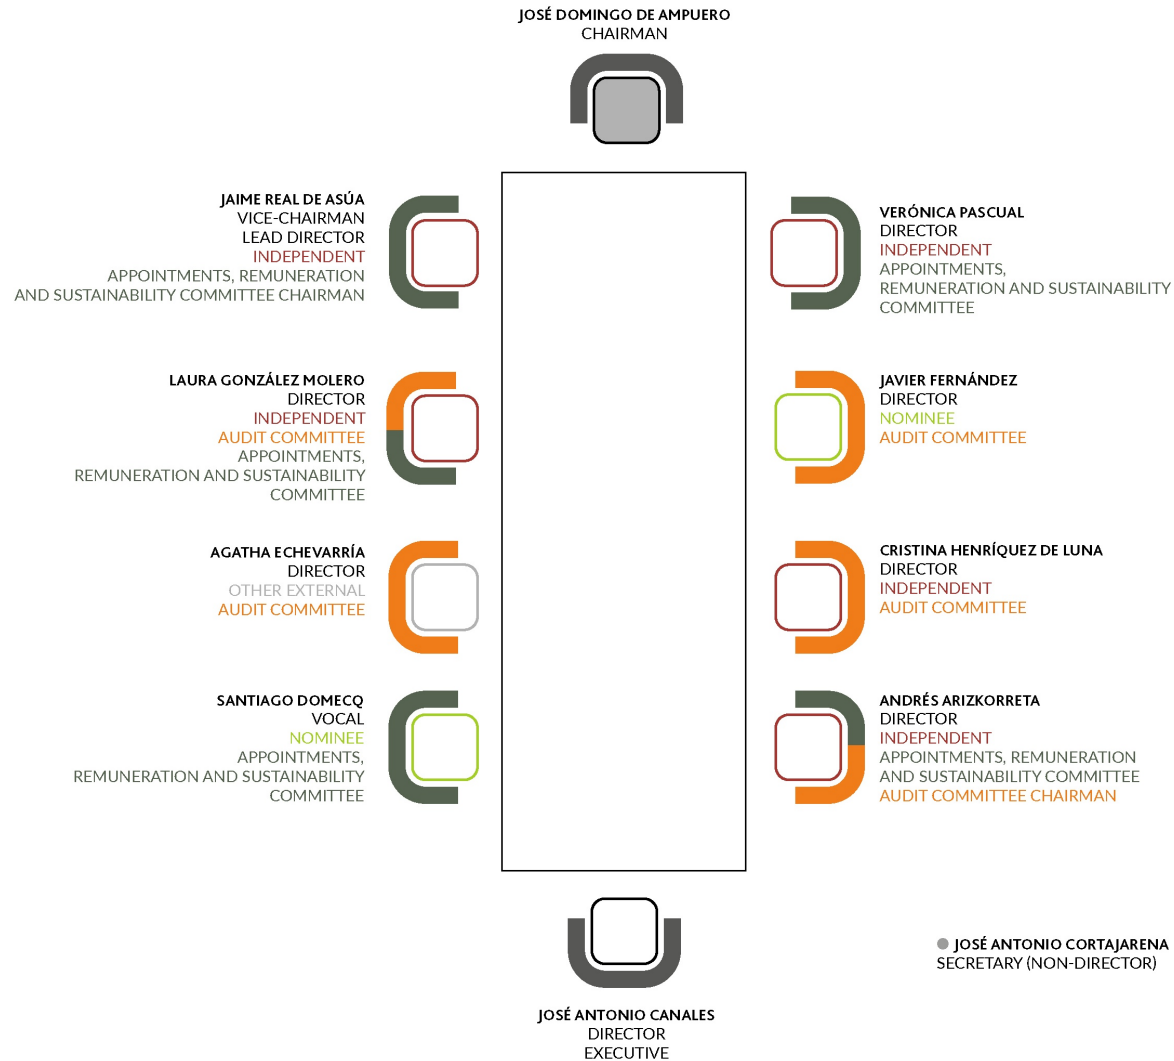 JOSÉ DOMINGO DE AMPUERO
CHAIRMAN
JAIME REAL DE ASÚA
VICE-CHAIRMAN
LEAD DIRECTOR
INDEPENDENT
APPOINTMENTS, REMUNERATION
AND SUSTAINABILITY COMMITTEE CHAIRMAN
VERÓNICA PASCUAL
DIRECTOR
INDEPENDENT
APPOINTMENTS,
REMUNERATION AND SUSTAINABILITY
COMMITTEE
LAURA GONZÁLEZ MOLERO
DIRECTOR
INDEPENDENT
AUDIT COMMITTEE
APPOINTMENTS,
REMUNERATION AND SUSTAINABILITY
COMMITTEE
JAVIER FERNÁNDEZ
DIRECTOR
NOMINEE
AUDIT COMMITTEE
AGATHA ECHEVARRÍA
DIRECTOR
OTHER EXTERNAL
AUDIT COMMITTEE
CRISTINA HENRÍQUEZ DE LUNA
DIRECTOR
INDEPENDENT
AUDIT COMMITTEE
SANTIAGO DOMECQ
VOCAL
NOMINEE
APPOINTMENTS,
REMUNERATION AND SUSTAINABILITY
COMMITTEE
ANDRÉS ARIZKORRETA
DIRECTOR
INDEPENDENT
APPOINTMENTS, REMUNERATION
AND SUSTAINABILITY COMMITTEE
AUDIT COMMITTEE CHAIRMAN
JOSÉ ANTONIO CORTAJARENA
SECRETARY (NON-DIRECTOR)
JOSÉ ANTONIO CANALES
DIRECTOR
EXECUTIVE